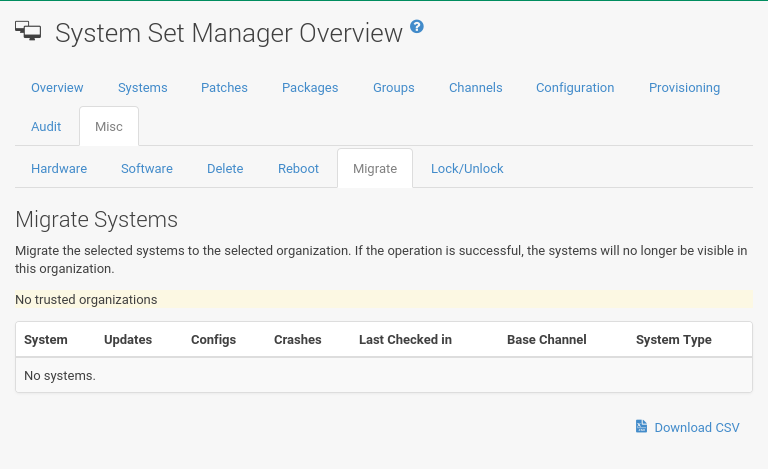 System Set Manager Overview ?
Overview Systems Patches Packages Groups Channels Configuration Provisioning
Audit Misc
Hardware Software Delete Reboot Migrate Lock/Unlock
Migrate Systems
Migrate the selected systems to the selected organization. If the operation is successful, the systems will no longer be visible in
this organization.
No trusted organizations
System Updates Configs Crashes Last Checked in Base Channel System Type
No systems.
Download CSV